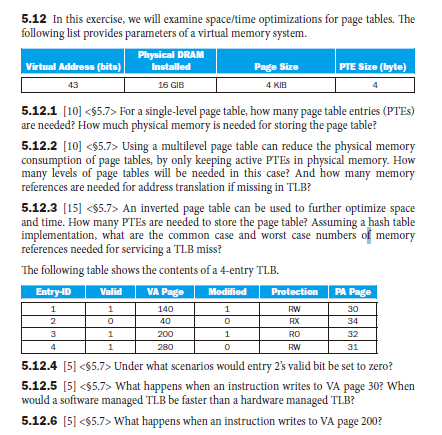 5.12 In this exercise, we will examine space/time optimizations for page tables. The
following list provides parameters of a virtual memory system.
Physical DRAM
Virtual Address (bits) Installed Page Size PTE Size (byte)
43 16 GiB 4 KiB 4
5.12.1 [10] <§5.7> For a single-level page table, how many page table entries (PTEs)
are needed? How much physical memory is needed for storing the page table?
5.12.2 [10] <§5.7> Using a multilevel page table can reduce the physical memory
consumption of page tables, by only keeping active PTEs in physical memory. How
many levels of page tables will be needed in this case? And how many memory
references are needed for address translation if missing in TLB?
5.12.3 [15] <§5.7> An inverted page table can be used to further optimize space
and time. How many PTEs are needed to store the page table? Assuming a hash table
implementation, what are the common case and worst case numbers of memory
references needed for servicing a TLB miss?
The following table shows the contents of a 4-entry TLB.
Entry-ID Valid VA Page Modified Protection PA Page
1 1 140 1 RW 30
2 0 40 0 RX 34
3 1 200 1 RO 32
4 1 280 0 RW 31
5.12.4 [5] <§5.7> Under what scenarios would entry 2's valid bit be set to zero?
5.12.5 [5] <§5.7> What happens when an instruction writes to VA page 30? When
would a software managed TLB be faster than a hardware managed TLB?
5.12.6 [5] <§5.7> What happens when an instruction writes to VA page 200?